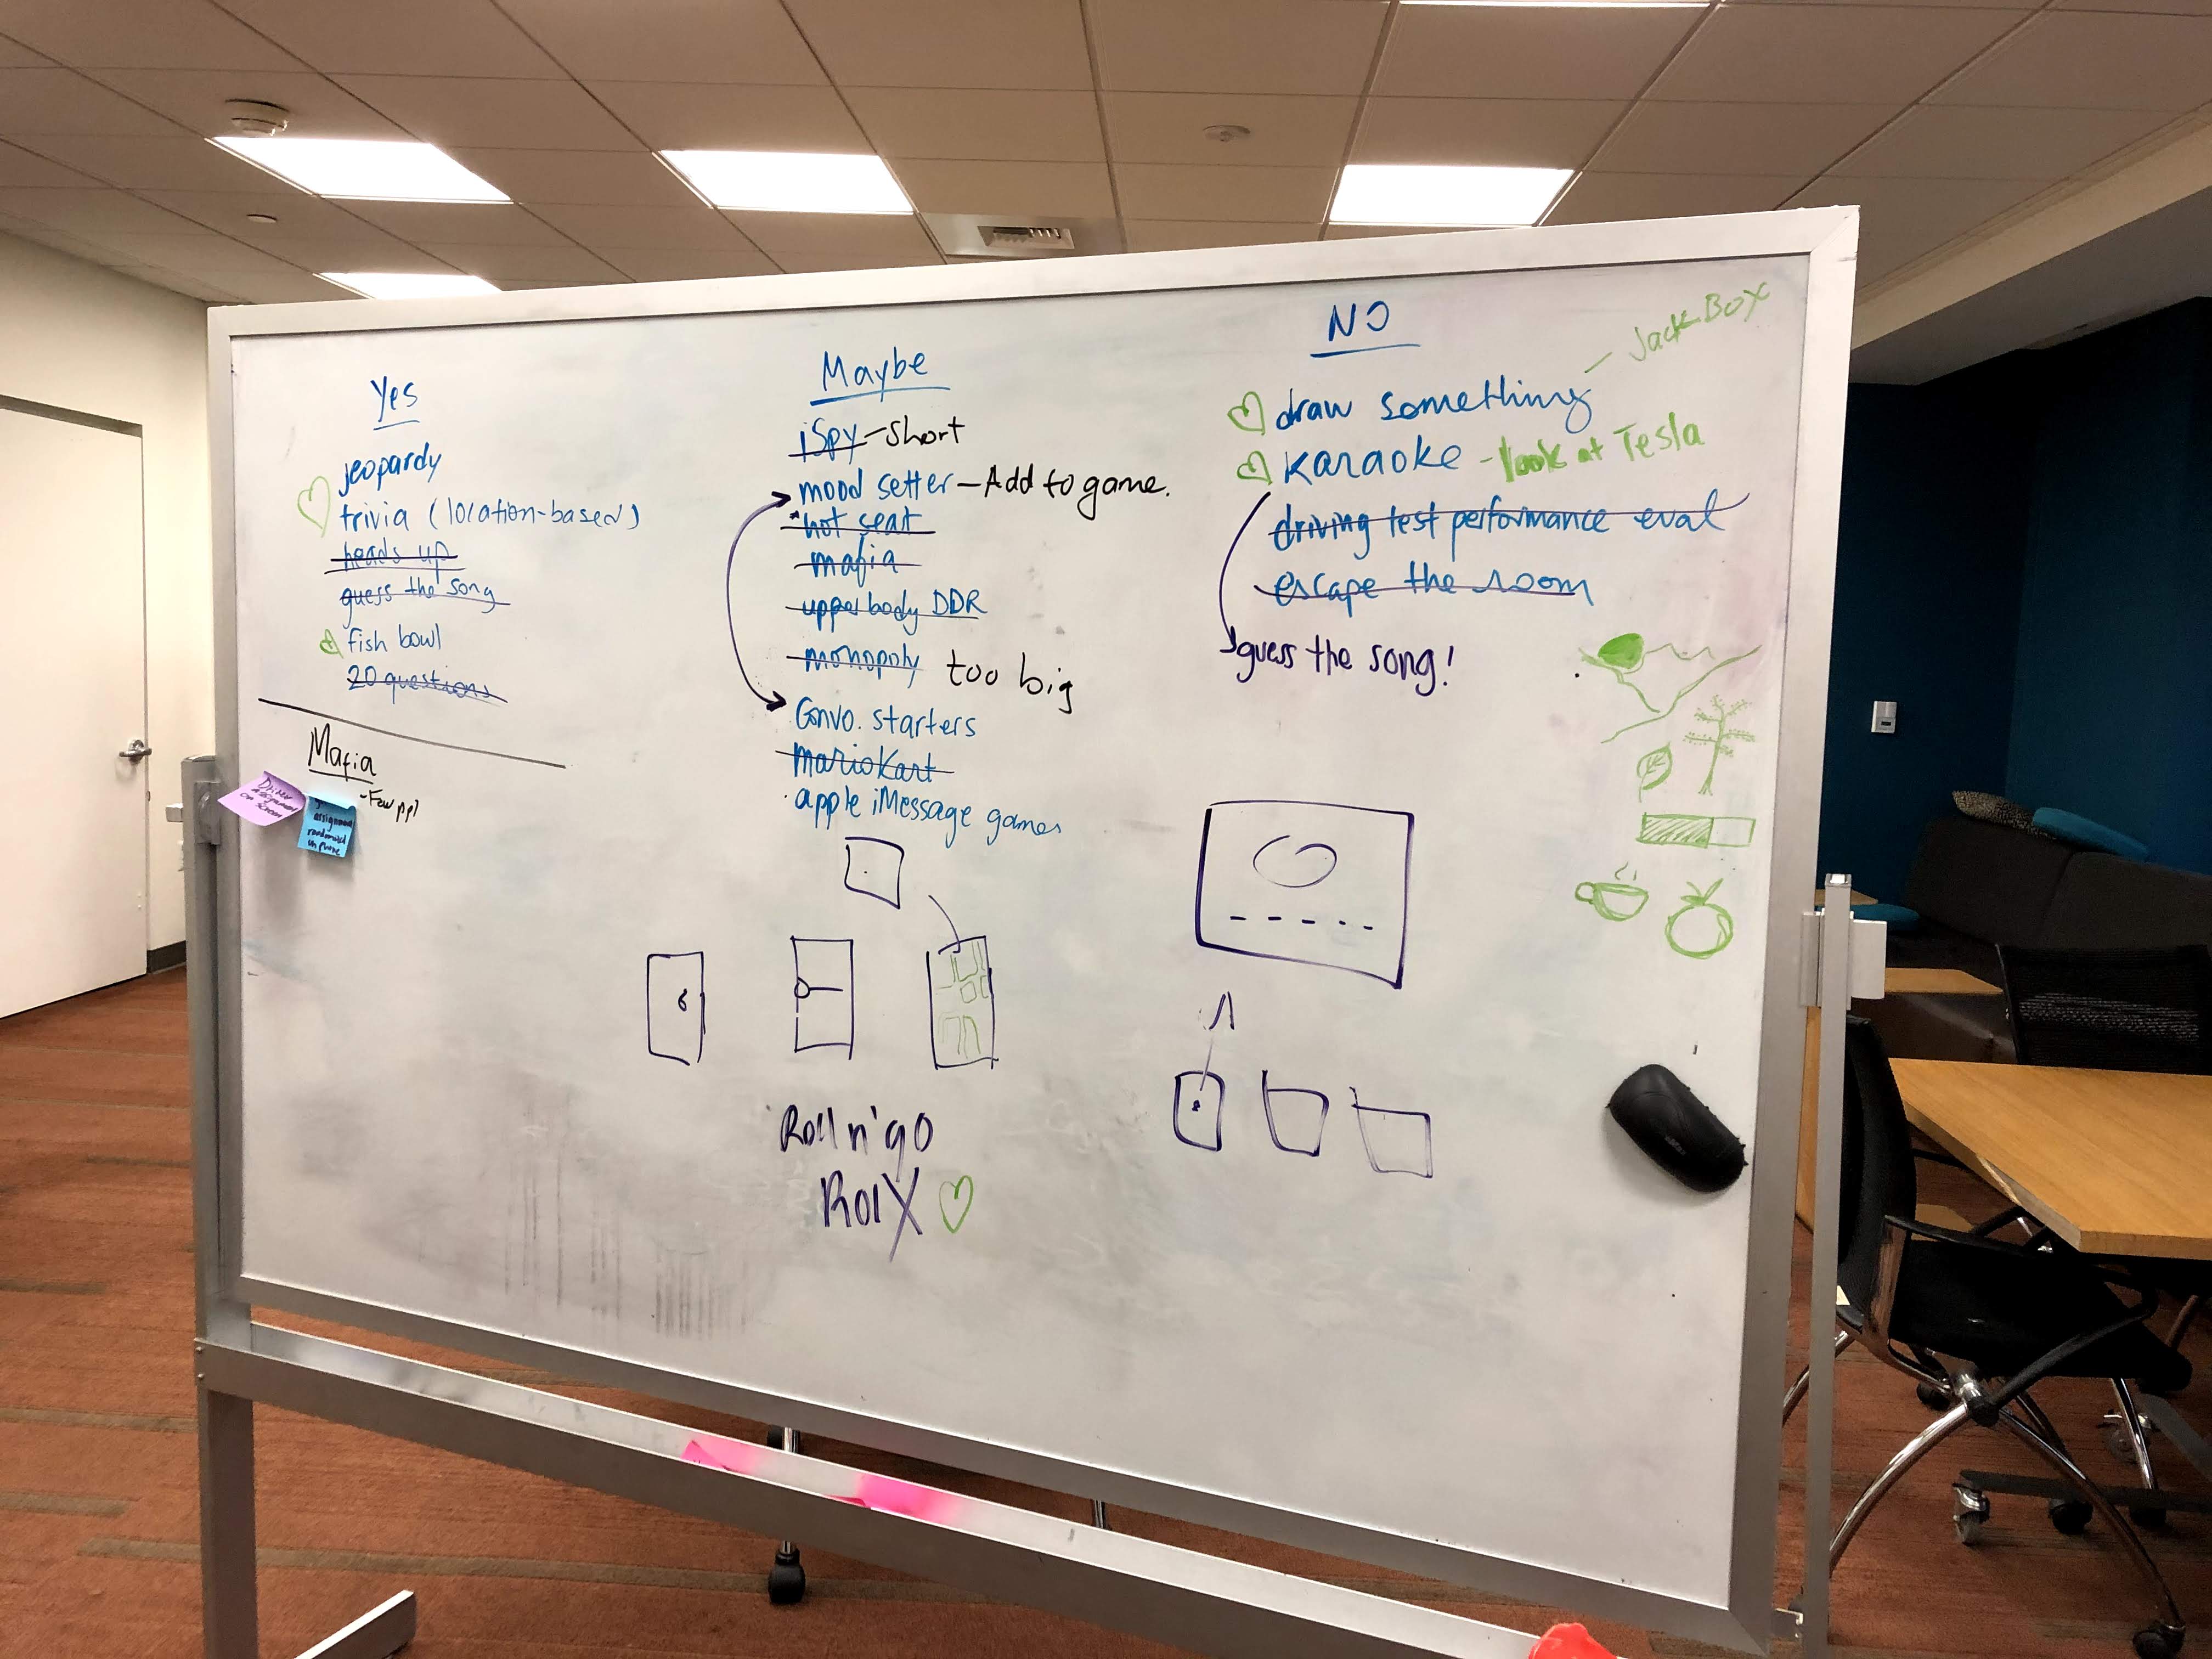 Yes
jeopardy
trivia (location-based)
heads up
guess the song
fish bowl
20 questions
Mafia
- Few ppl
assignment
randomized
on phone
Maybe
iSpy - Short
mood setter - Add to game.
*hot seat
mafia
upper body DDR
monopoly too big
Convo. starters
mariokart
apple iMessage games
Roll n' go
RolX
NO
- JackBox
draw something
karaoke - look at Tesla
driving test performance eval
escape the room
guess the song!